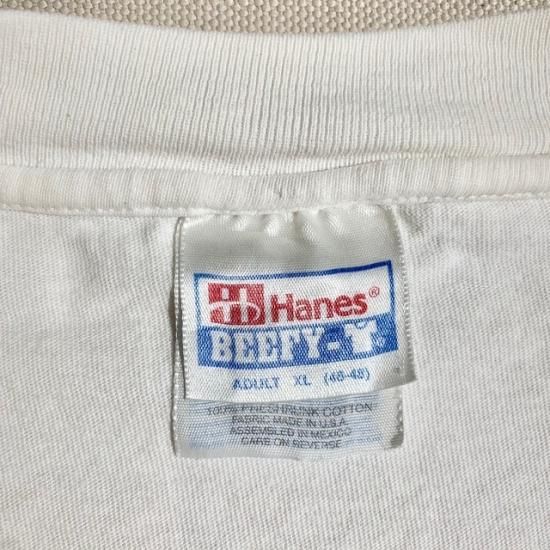 Hanes®
BEEFY-T
ADULT XL (46-48)
100% PRESHRUNK COTTON
FABRIC MADE IN U.S.A
ASSEMBLED IN MEXICO
CARE ON REVERSE